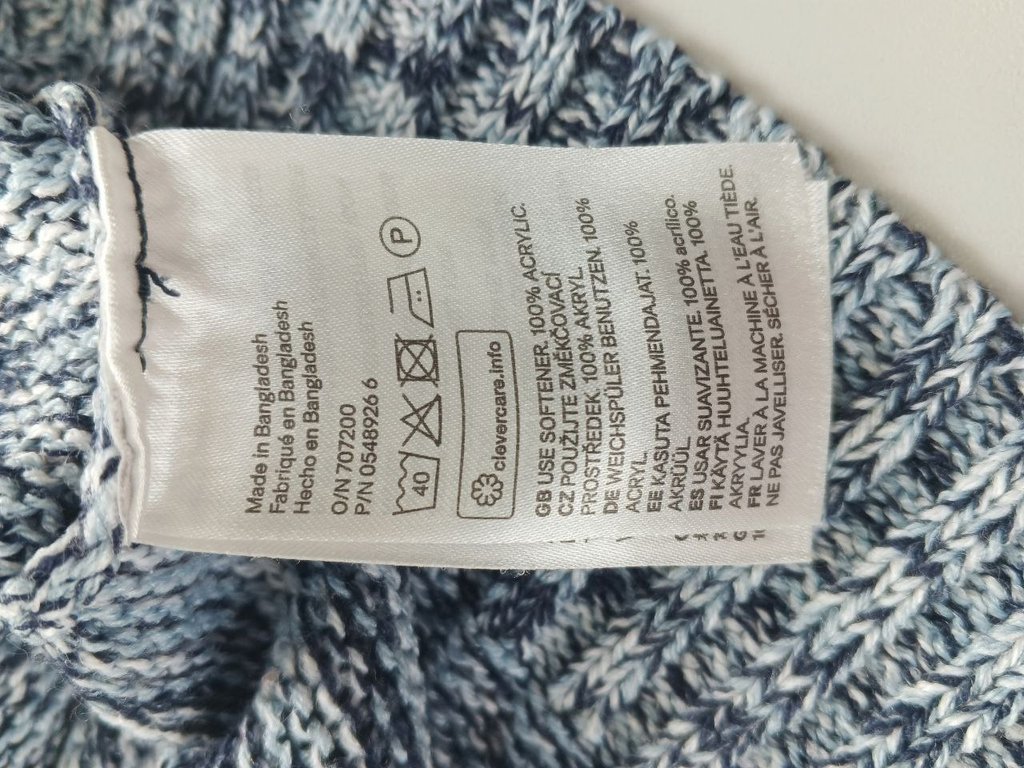 Made in Bangladesh
Fabriqué en Bangladesh
Hecho en Bangladesh
O/N 707200
P/N 0548926 6
40
P
clevercare.info
GB USE SOFTENER. 100% ACRYLIC.
CZ POUŽIJTE ZMĚKČOVACÍ
PROSTŘEDEK. 100% AKRYL.
DE WEICHSPÜLER BENUTZEN. 100%
ACRYL.
EE KASUTA PEHMENDAJAT. 100%
AKRÜÜL.
ES USAR SUAVIZANTE. 100% acrílico.
FI KÄYTÄ HUUHTELUAINETTA. 100%
AKRYYLIA.
FR LAVER À LA MACHINE À L'EAU TIÈDE.
NE PAS JAVELLISER. SÉCHER À L'AIR.